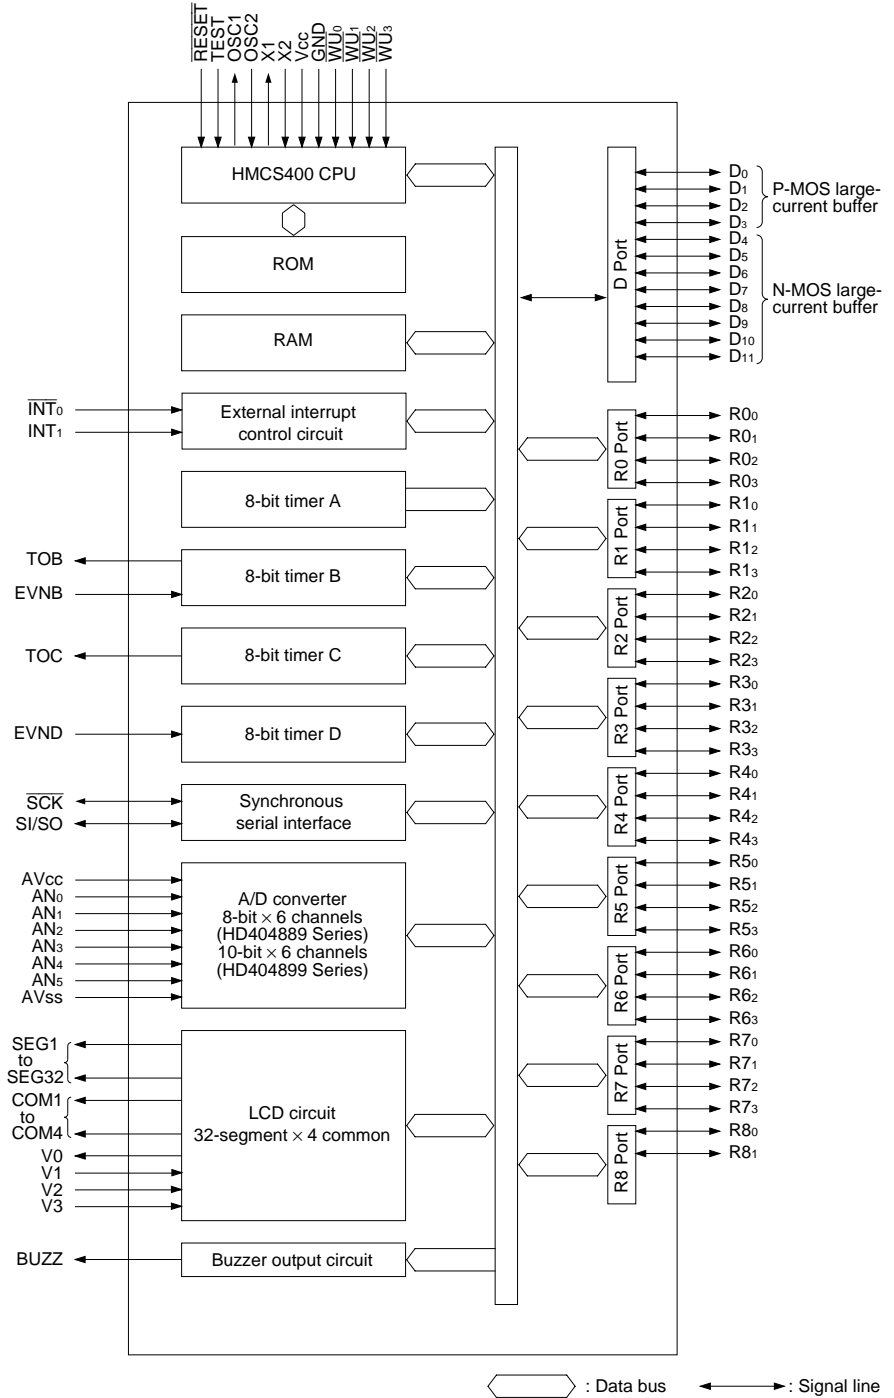 RESET
TEST
OSC1
OSC2
X1
X2
Vcc
GND
WU0
WU1
WU2
WU3
HMCS400 CPU
ROM
RAM
INT0
INT1
External interrupt
control circuit
8-bit timer A
TOB
EVNB
8-bit timer B
TOC
8-bit timer C
EVND
8-bit timer D
SCK
SI/SO
Synchronous
serial interface
AVcc
AN0
AN1
AN2
AN3
AN4
AN5
AVss
A/D converter
8-bit × 6 channels
(HD404889 Series)
10-bit × 6 channels
(HD404899 Series)
SEG1
to
SEG32
COM1
to
COM4
V0
V1
V2
V3
LCD circuit
32-segment × 4 common
BUZZ
Buzzer output circuit
D Port
D0
D1
D2
D3
D4
D5
D6
D7
D8
D9
D10
D11
P-MOS large-
current buffer
N-MOS large-
current buffer
R0 Port
R00
R01
R02
R03
R1 Port
R10
R11
R12
R13
R2 Port
R20
R21
R22
R23
R3 Port
R30
R31
R32
R33
R4 Port
R40
R41
R42
R43
R5 Port
R50
R51
R52
R53
R6 Port
R60
R61
R62
R63
R7 Port
R70
R71
R72
R73
R8 Port
R80
R81
: Data bus
: Signal line